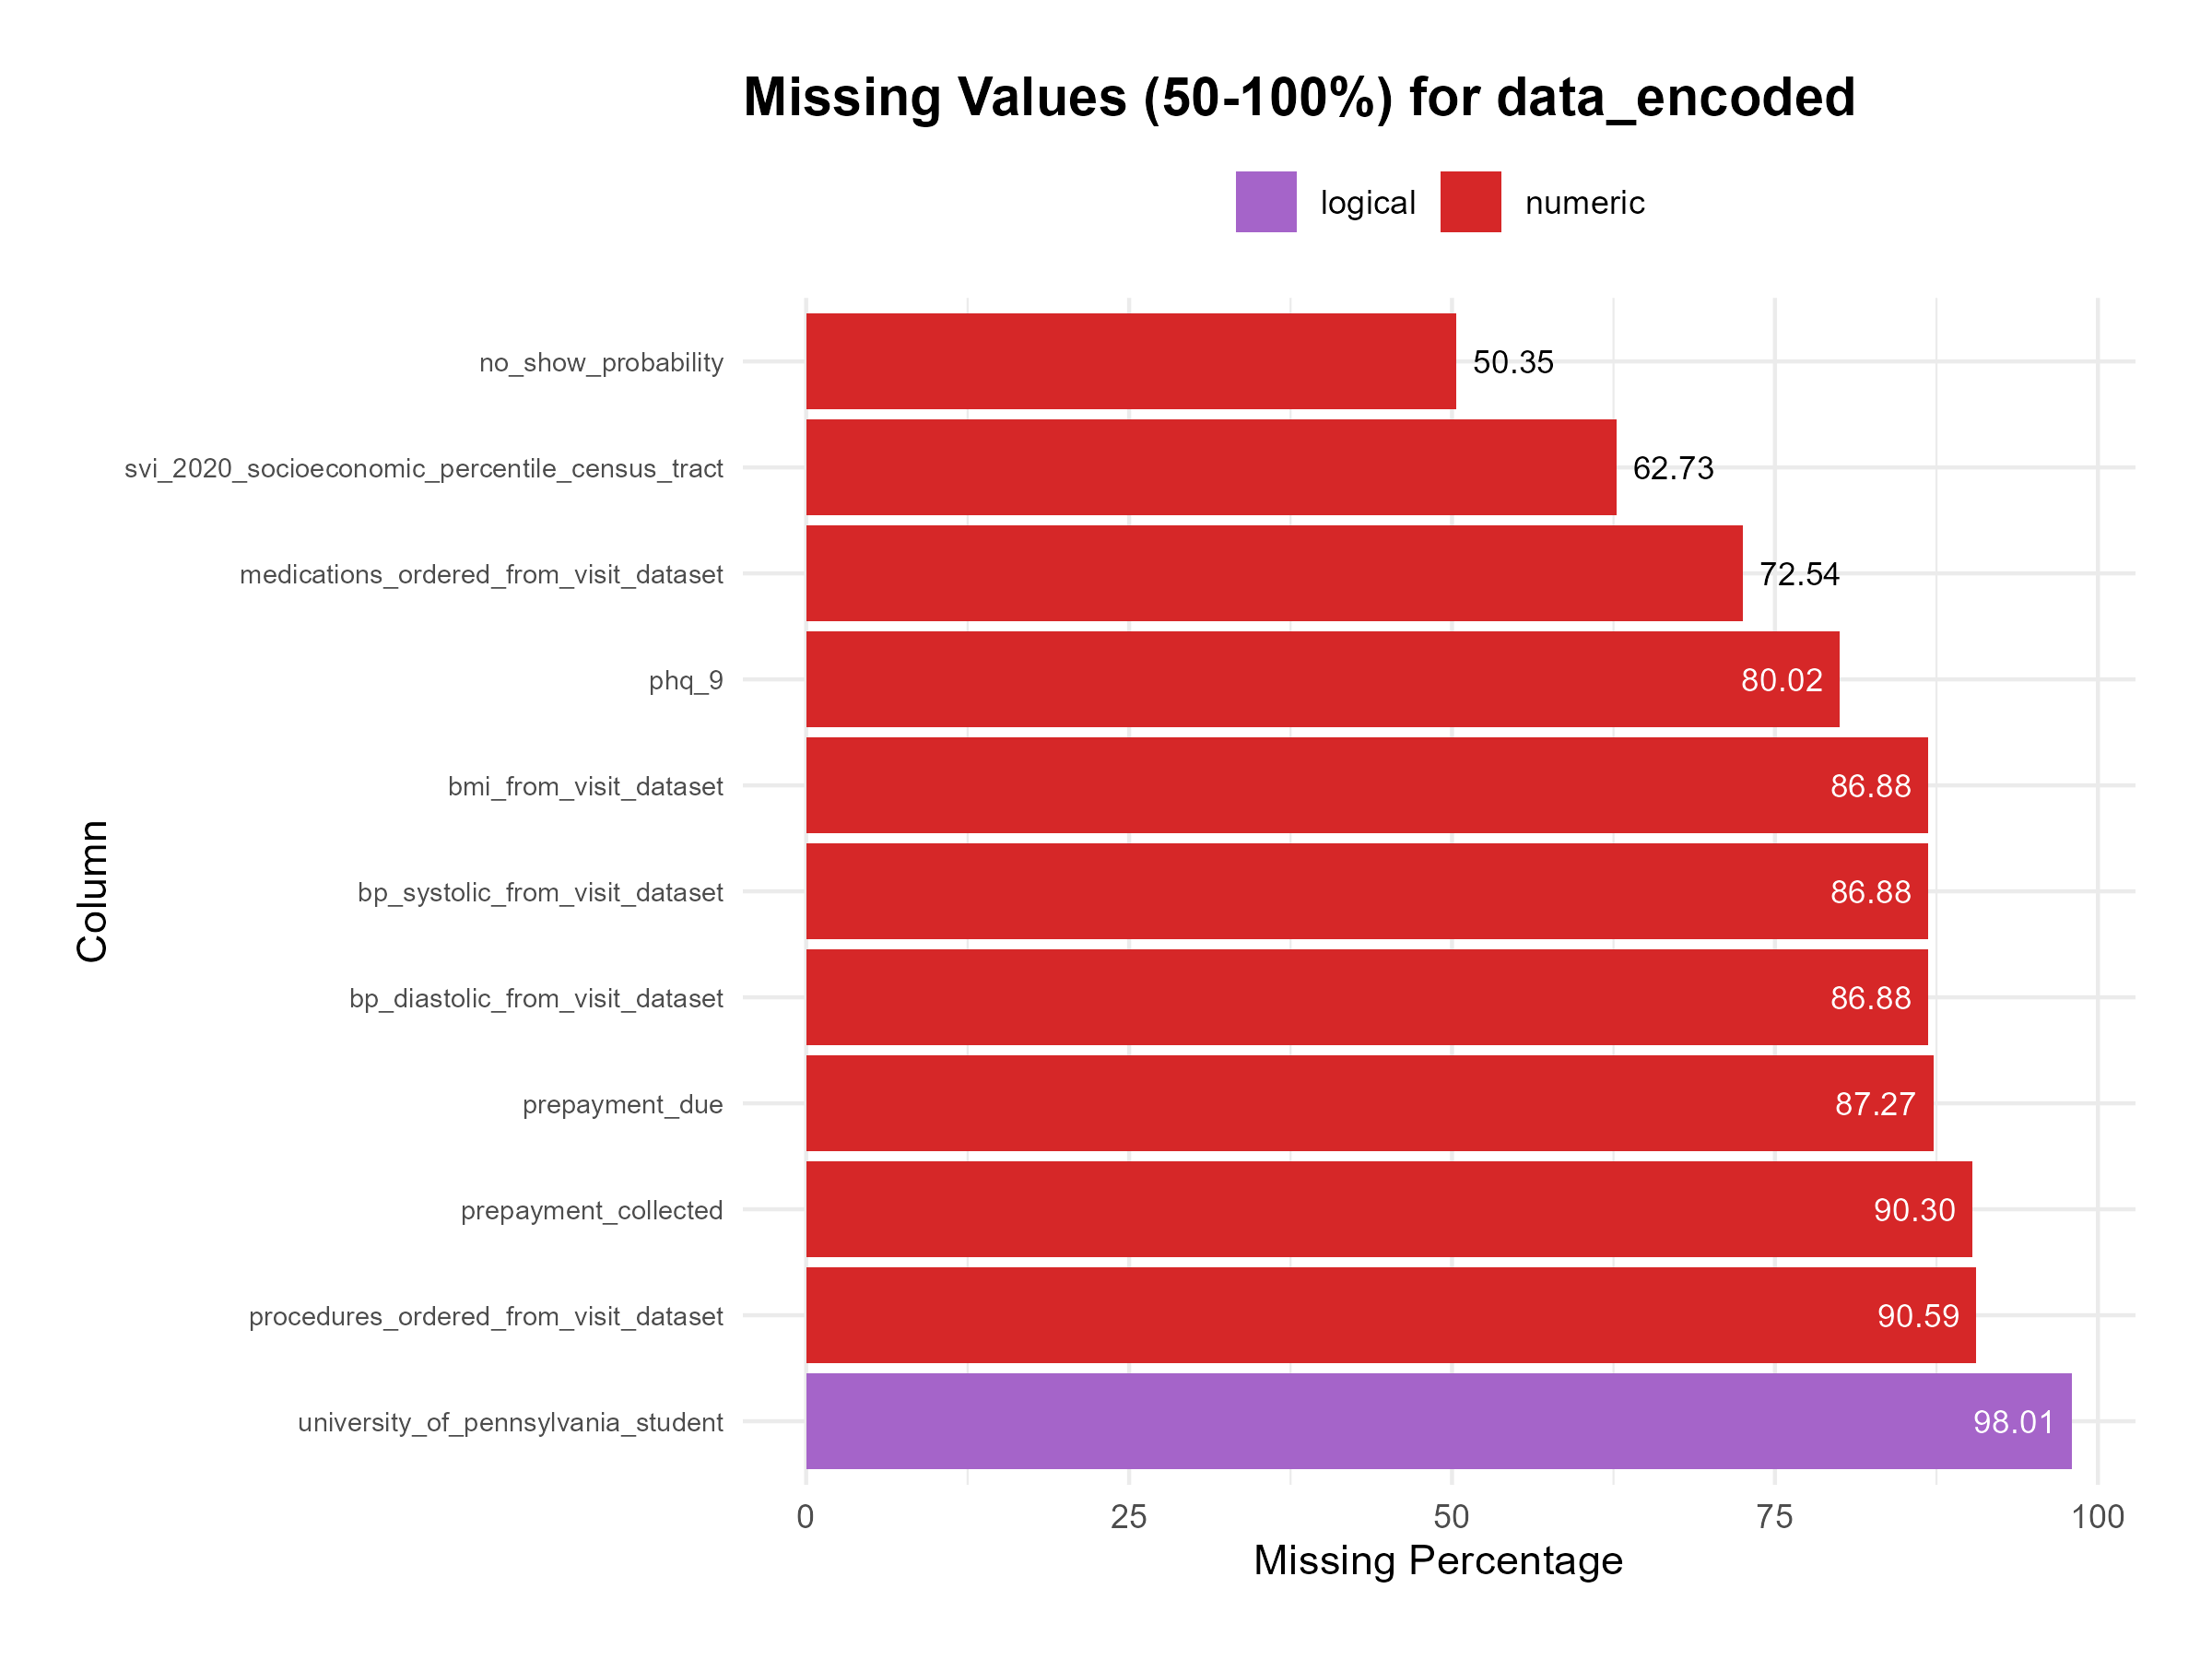 Missing Values (50-100%) for data_encoded
logical numeric
no_show_probability 50.35
svi_2020_socioeconomic_percentile_census_tract 62.73
medications_ordered_from_visit_dataset 72.54
phq_9 80.02
bmi_from_visit_dataset 86.88
bp_systolic_from_visit_dataset 86.88
bp_diastolic_from_visit_dataset 86.88
prepayment_due 87.27
prepayment_collected 90.30
procedures_ordered_from_visit_dataset 90.59
university_of_pennsylvania_student 98.01
Column
0 25 50 75 100
Missing Percentage